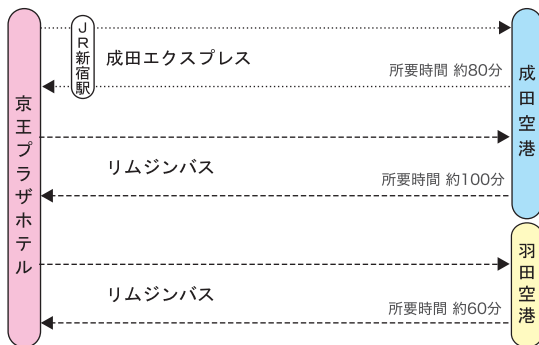 京王プラザホテル
JR新宿駅
成田エクスプレス
所要時間 約80分
リムジンバス
所要時間 約100分
成田空港
リムジンバス
所要時間 約60分
羽田空港